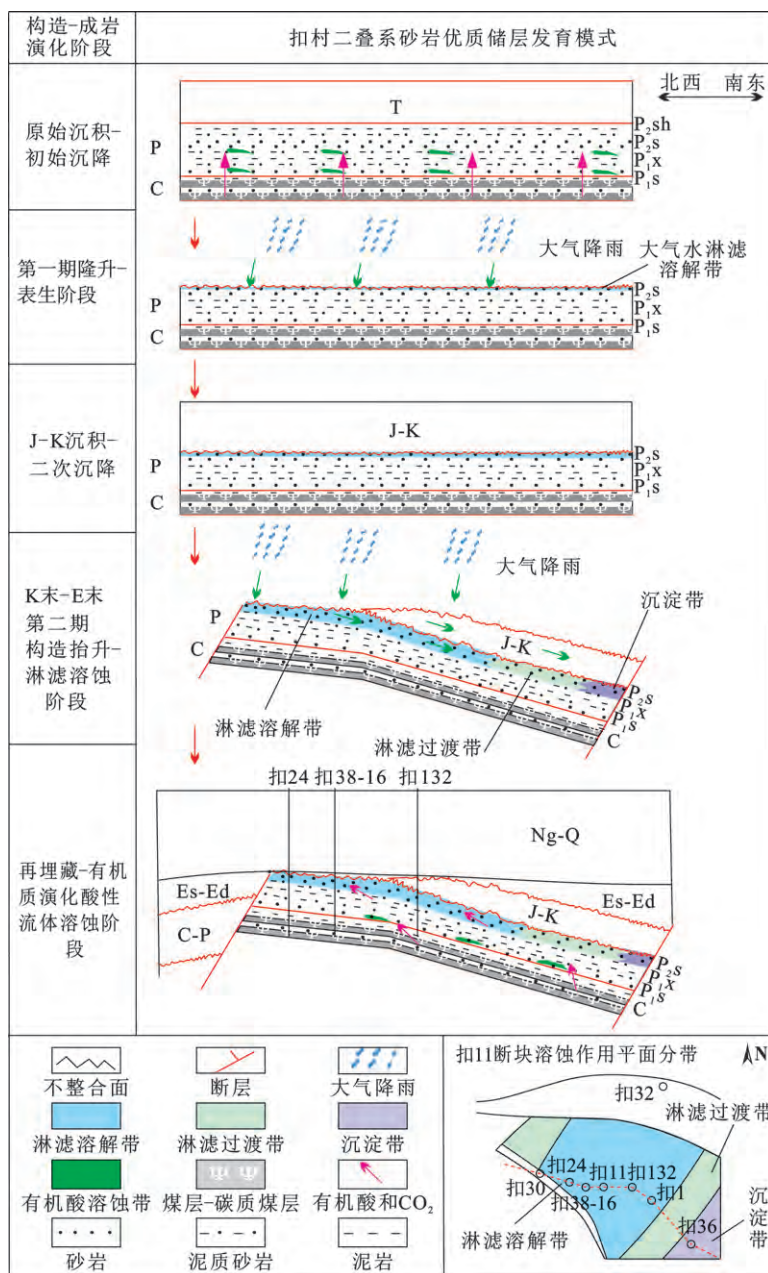 构造-成岩
演化阶段
扣村二叠系砂岩优质储层发育模式
原始沉积-
初始沉降
北西 南东
T
P
C
P₂sh
P₂s
P₁x
P₁s
第一期隆升-
表生阶段
大气降雨
大气水淋滤
溶解带
P
C
P₂s
P₁x
P₁s
J-K沉积-
二次沉降
J-K
P
C
P₂s
P₁x
P₁s
K末-E末
第二期
构造抬升-
淋滤溶蚀
阶段
大气降雨
沉淀带
P
C
J-K
P₂s
P₁x
P₁s
C
淋滤溶解带
淋滤过渡带
再埋藏-有机
质演化酸性
流体溶蚀阶
段
扣24 扣38-16 扣132
Ng-Q
Es-Ed
Es-Ed
J-K
C-P
P₂s
P₁x
P₁s
C
不整合面
断层
大气降雨
淋滤溶解带
淋滤过渡带
沉淀带
有机酸溶蚀带
煤层-碳质煤层
有机酸和CO₂
砂岩
泥质砂岩
泥岩
扣11断块溶蚀作用平面分带
N
扣32
淋滤过渡带
扣24
扣11
扣132
扣30
扣38-16
扣1
扣36
淋滤溶解带
沉
淀
带